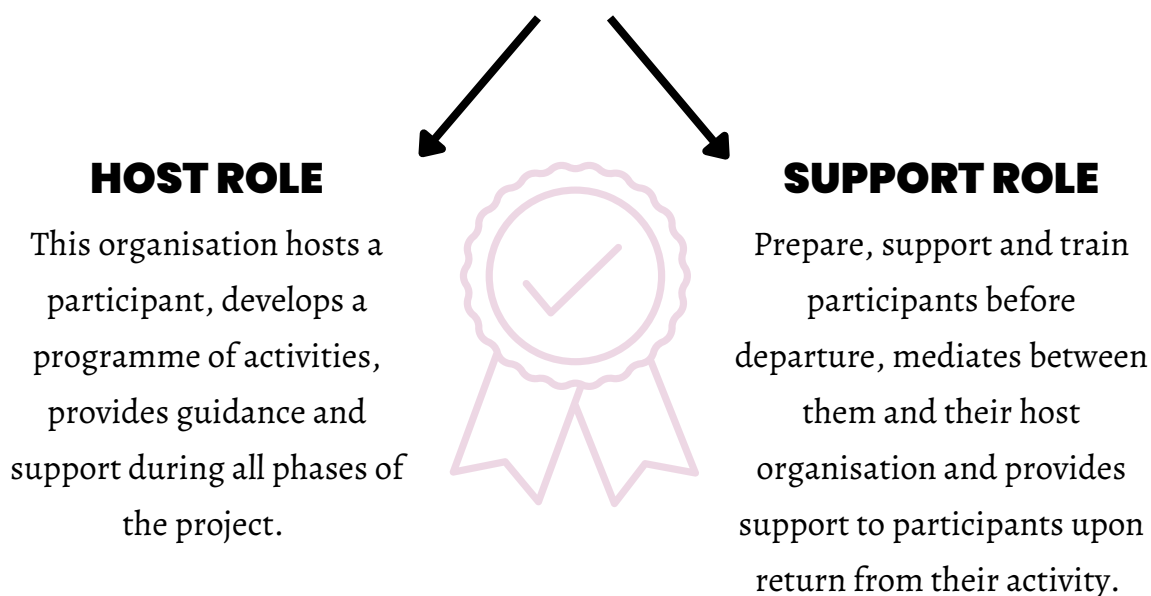 HOST ROLE
This organisation hosts a
participant, develops a
programme of activities,
provides guidance and
support during all phases of
the project.
SUPPORT ROLE
Prepare, support and train
participants before
departure, mediates between
them and their host
organisation and provides
support to participants upon
return from their activity.